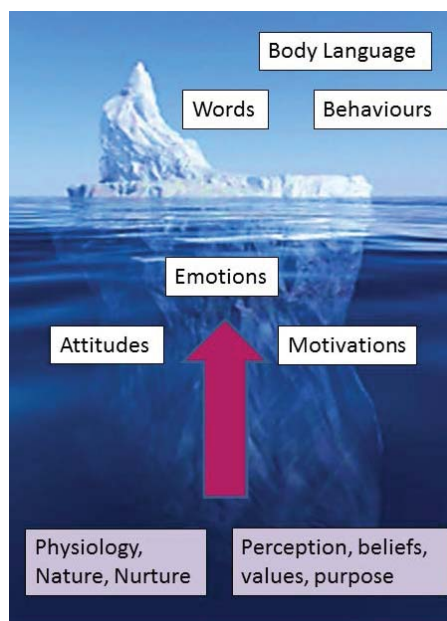 Body Language
Words
Behaviours
Emotions
Attitudes
Motivations
Physiology,
Nature, Nurture
Perception, beliefs,
values, purpose